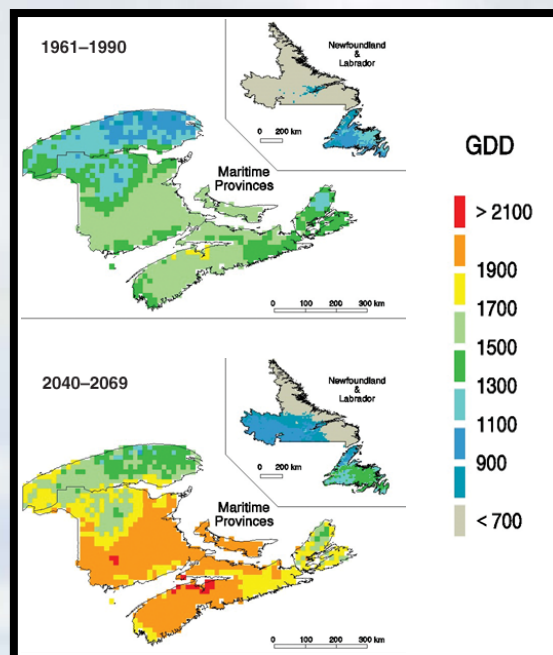 1961–1990
Newfoundland
&
Labrador
0 200 km
Maritime
Provinces
0 100 200 300 km
2040–2069
Newfoundland
&
Labrador
0 200 km
Maritime
Provinces
0 100 200 300 km
GDD
> 2100
1900
1700
1500
1300
1100
900
< 700